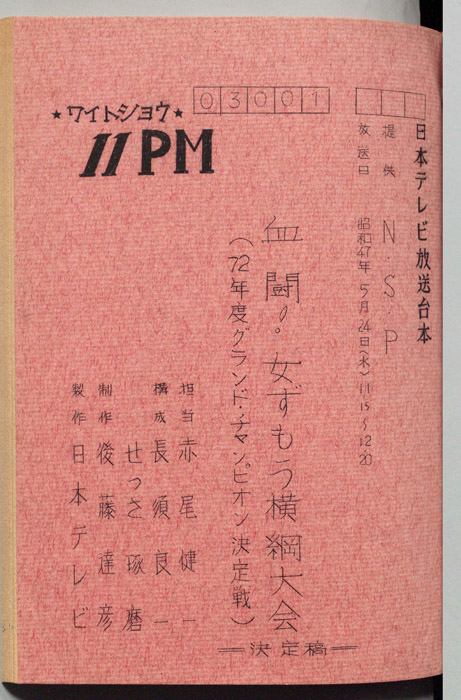 日本テレビ放送台本
提供 N・S・P
放送日 昭和47年5月24日(水)11.15~12.20
03001
★ワイドショウ★
11PM
血闘!。女ずもう横綱大会
(72年度グランド・チャンピオン決定戦)
=決定稿=
担当 赤尾健一
構成 長須良一
せっさ琢磨
制作 後藤達彦
製作 日本テレビ